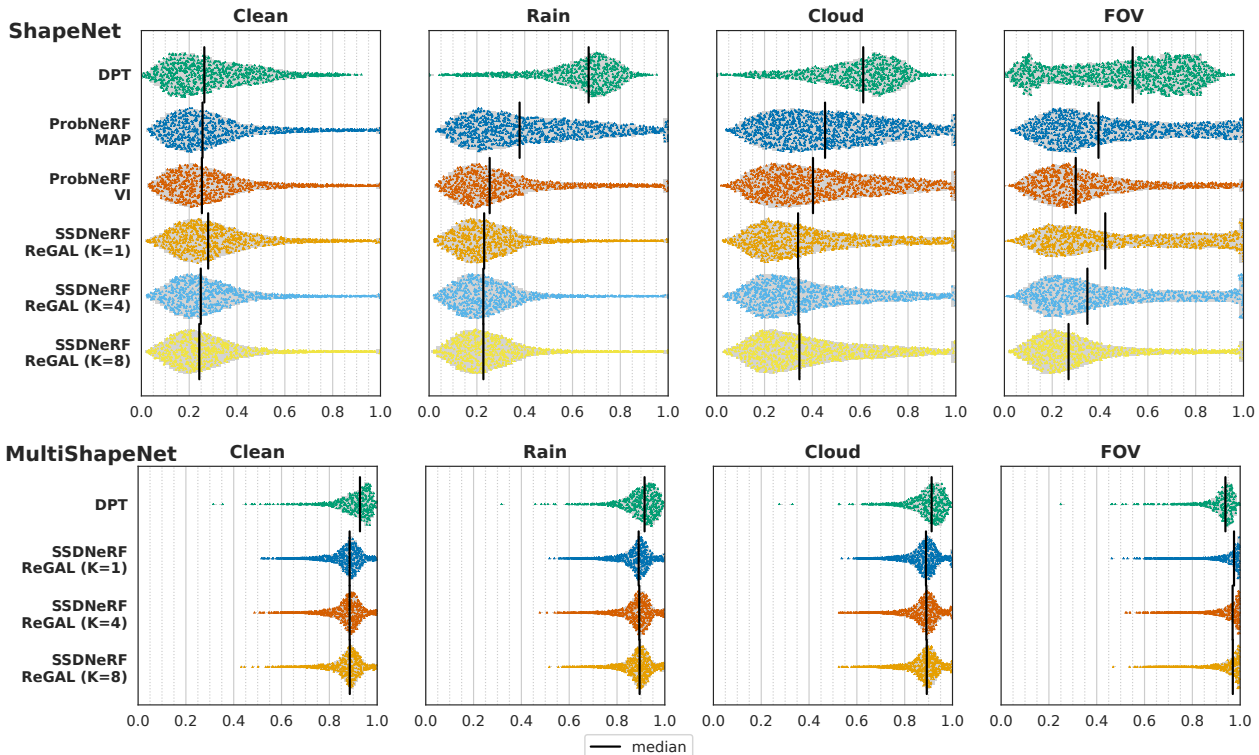 ShapeNet
Clean
Rain
Cloud
FOV
DPT
ProbNeRF
MAP
ProbNeRF
VI
SSDNeRF
ReGAL (K=1)
SSDNeRF
ReGAL (K=4)
SSDNeRF
ReGAL (K=8)
0.0 0.2 0.4 0.6 0.8 1.0
0.0 0.2 0.4 0.6 0.8 1.0
0.0 0.2 0.4 0.6 0.8 1.0
0.0 0.2 0.4 0.6 0.8 1.0
MultiShapeNet
Clean
Rain
Cloud
FOV
DPT
SSDNeRF
ReGAL (K=1)
SSDNeRF
ReGAL (K=4)
SSDNeRF
ReGAL (K=8)
0.0 0.2 0.4 0.6 0.8 1.0
0.0 0.2 0.4 0.6 0.8 1.0
0.0 0.2 0.4 0.6 0.8 1.0
0.0 0.2 0.4 0.6 0.8 1.0
median